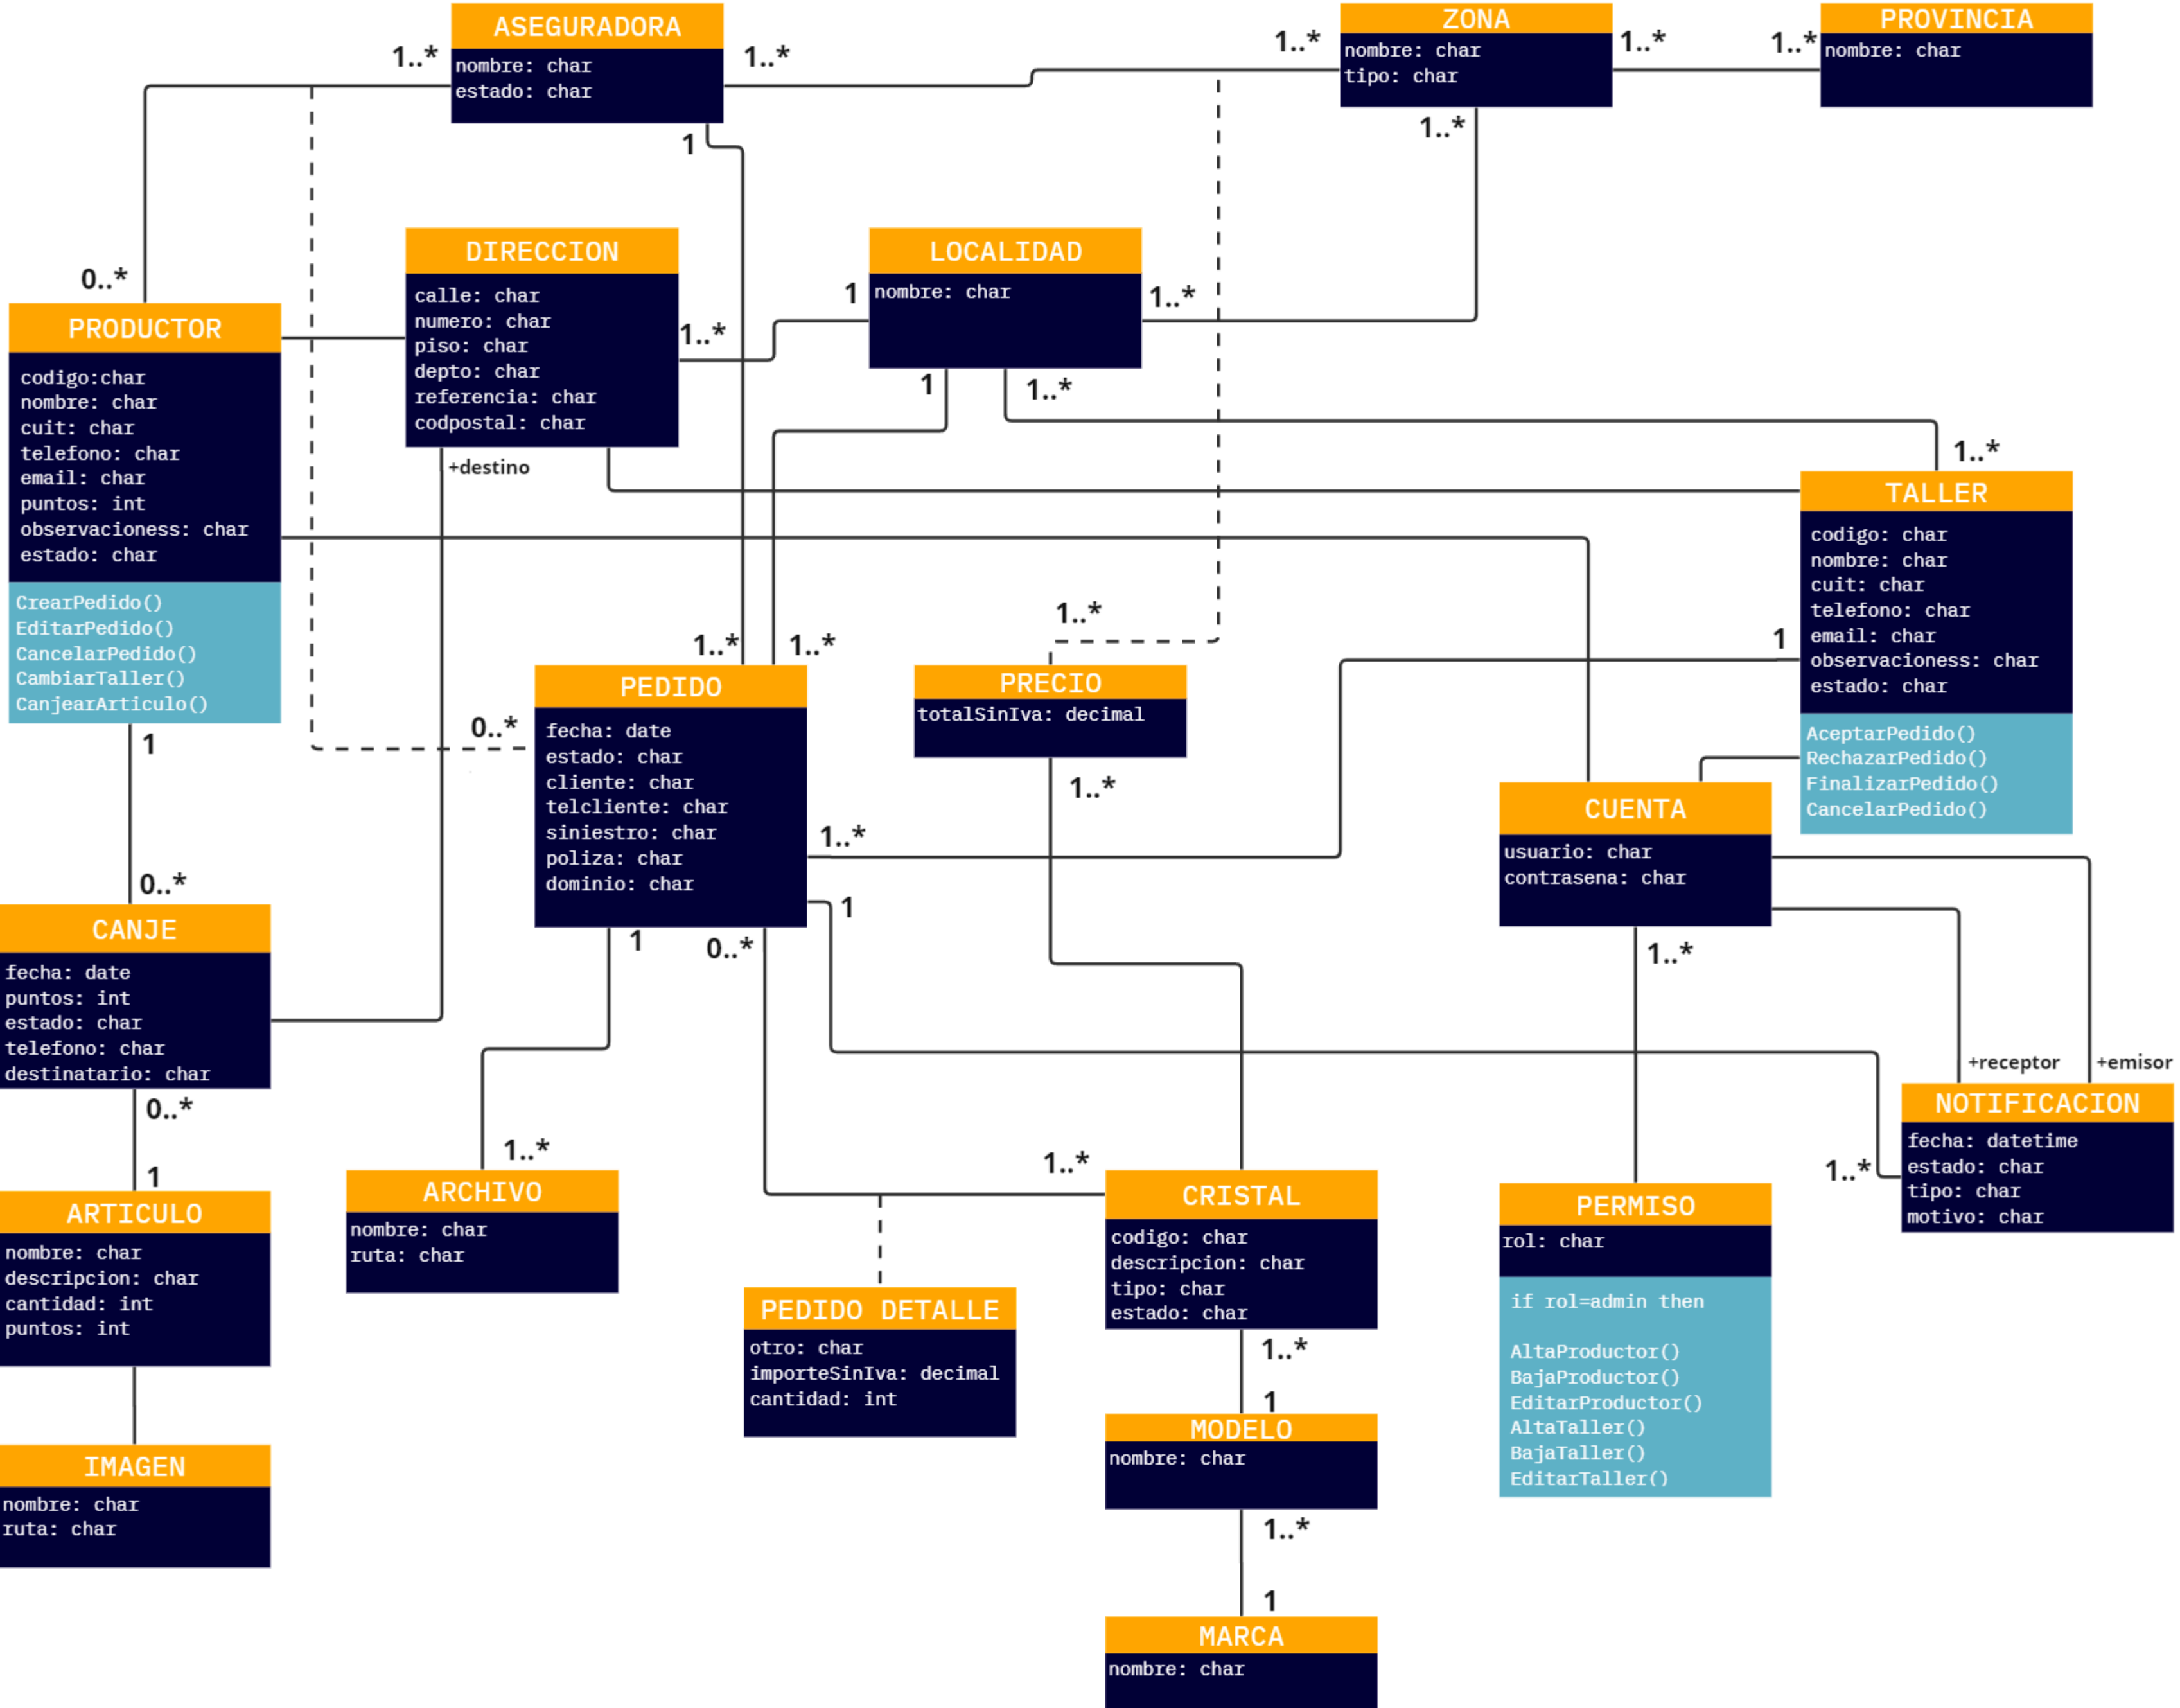 ASEGURADORA
nombre: char
estado: char
1..*
1..*
1
ZONA
nombre: char
tipo: char
1..*
1..*
1..*
PROVINCIA
nombre: char
1..*
DIRECCION
calle: char
numero: char
piso: char
depto: char
referencia: char
codpostal: char
1..*
+destino
LOCALIDAD
nombre: char
1
1..*
1
1..*
0..*
PRODUCTOR
codigo:char
nombre: char
cuit: char
telefono: char
email: char
puntos: int
observacioness: char
estado: char
CrearPedido()
EditarPedido()
CancelarPedido()
CambiarTaller()
CanjearArticulo()
1
1..*
TALLER
codigo: char
nombre: char
cuit: char
telefono: char
email: char
observacioness: char
estado: char
AceptarPedido()
RechazarPedido()
FinalizarPedido()
CancelarPedido()
1
1..*
1..*
0..*
PEDIDO
fecha: date
estado: char
cliente: char
telcliente: char
siniestro: char
poliza: char
dominio: char
1..*
1
1
0..*
1..*
PRECIO
totalSinIva: decimal
1..*
CUENTA
usuario: char
contrasena: char
1..*
0..*
CANJE
fecha: date
puntos: int
estado: char
telefono: char
destinatario: char
0..*
1
ARTICULO
nombre: char
descripcion: char
cantidad: int
puntos: int
IMAGEN
nombre: char
ruta: char
1..*
ARCHIVO
nombre: char
ruta: char
PEDIDO DETALLE
otro: char
importeSinIva: decimal
cantidad: int
1..*
CRISTAL
codigo: char
descripcion: char
tipo: char
estado: char
1..*
1
MODELO
nombre: char
1..*
1
MARCA
nombre: char
PERMISO
rol: char
if rol=admin then
AltaProductor()
BajaProductor()
EditarProductor()
AltaTaller()
BajaTaller()
EditarTaller()
+receptor
+emisor
1..*
NOTIFICACION
fecha: datetime
estado: char
tipo: char
motivo: char